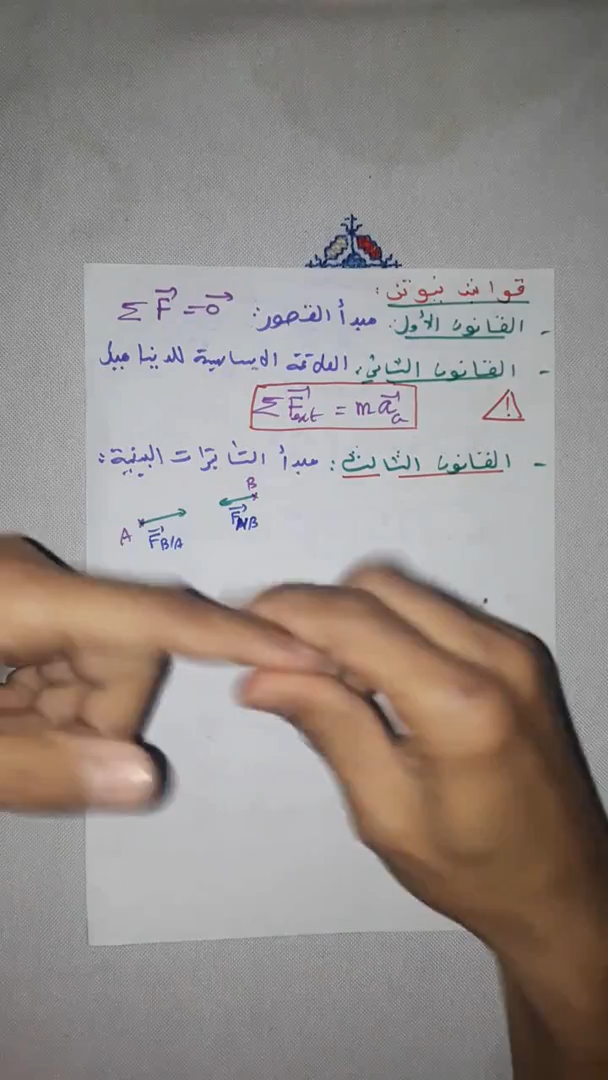 قوانين نيوتن:
- القانون الأول: مبدأ القصور: ΣF⃗ = 0⃗
- القانون الثاني: العلاقة الأساسية للديناميك
ΣF⃗ext = m a⃗G
!
- القانون الثالث: مبدأ التأثيرات البينية:
B
F⃗A/B
A
F⃗B/A